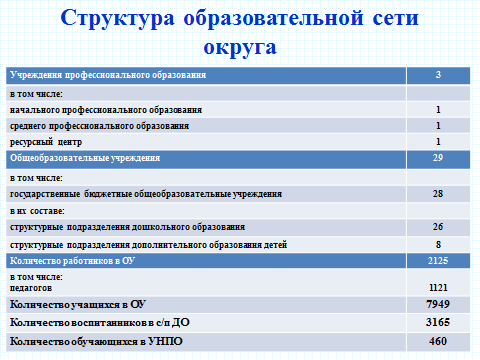 Структура образовательной сети
округа
Учреждения профессионального образования 3
в том числе:
начального профессионального образования 1
среднего профессионального образования 1
ресурсный центр 1
Общеобразовательные учреждения 29
в том числе:
государственные бюджетные общеобразовательные учреждения 28
в их составе:
структурные подразделения дошкольного образования 26
структурные подразделения дополнительного образования детей 8
Количество работников в ОУ 2125
в том числе:
педагогов 1121
Количество учащихся в ОУ 7949
Количество воспитанников в с/п ДО 3165
Количество обучающихся в УНПО 460